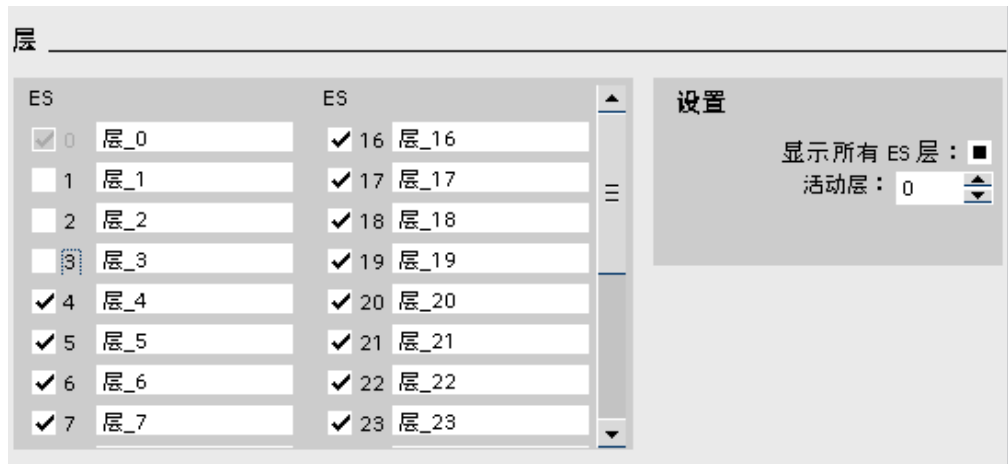 层
ES ES
0 层_0 16 层_16
1 层_1 17 层_17
2 层_2 18 层_18
3 层_3 19 层_19
4 层_4 20 层_20
5 层_5 21 层_21
6 层_6 22 层_22
7 层_7 23 层_23
设置
显示所有 ES 层：
活动层： 0